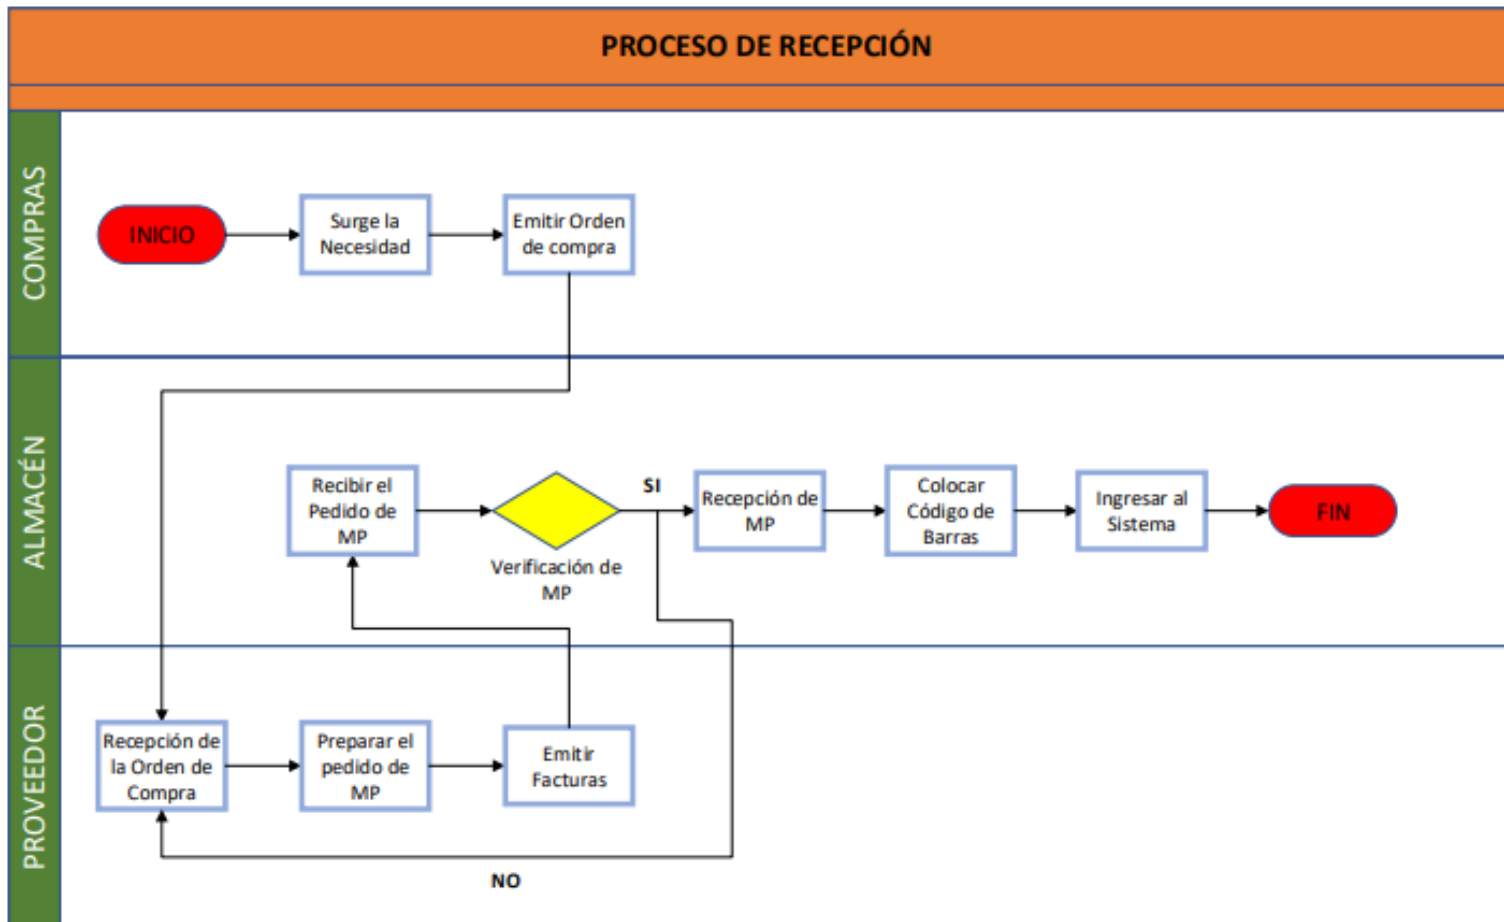 PROCESO DE RECEPCIÓN
COMPRAS
INICIO
Surge la
Necesidad
Emitir Orden
de compra
ALMACÉN
Recibir el
Pedido de
MP
Verificación de
MP
SI
Recepción de
MP
Colocar
Código de
Barras
Ingresar al
Sistema
FIN
PROVEEDOR
Recepción de
la Orden de
Compra
Preparar el
pedido de
MP
Emitir
Facturas
NO